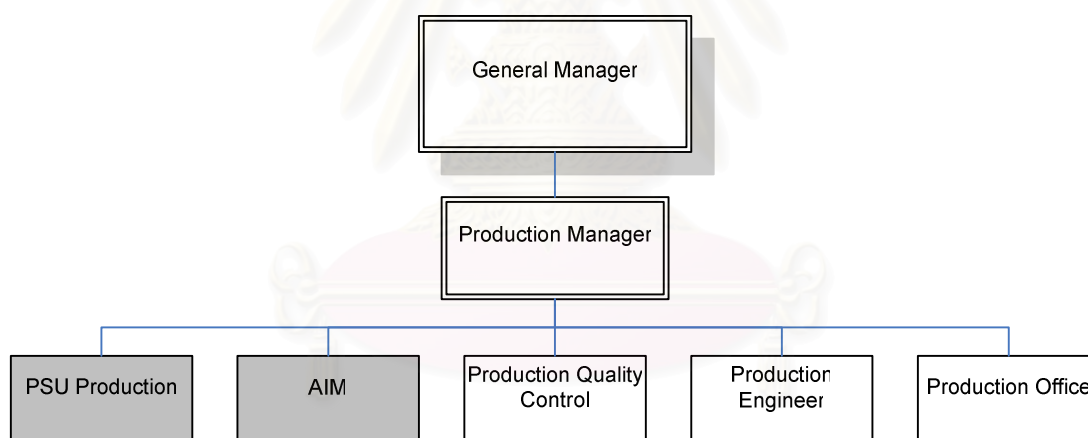 General Manager
Production Manager
PSU Production
AIM
Production Quality
Control
Production
Engineer
Production Office